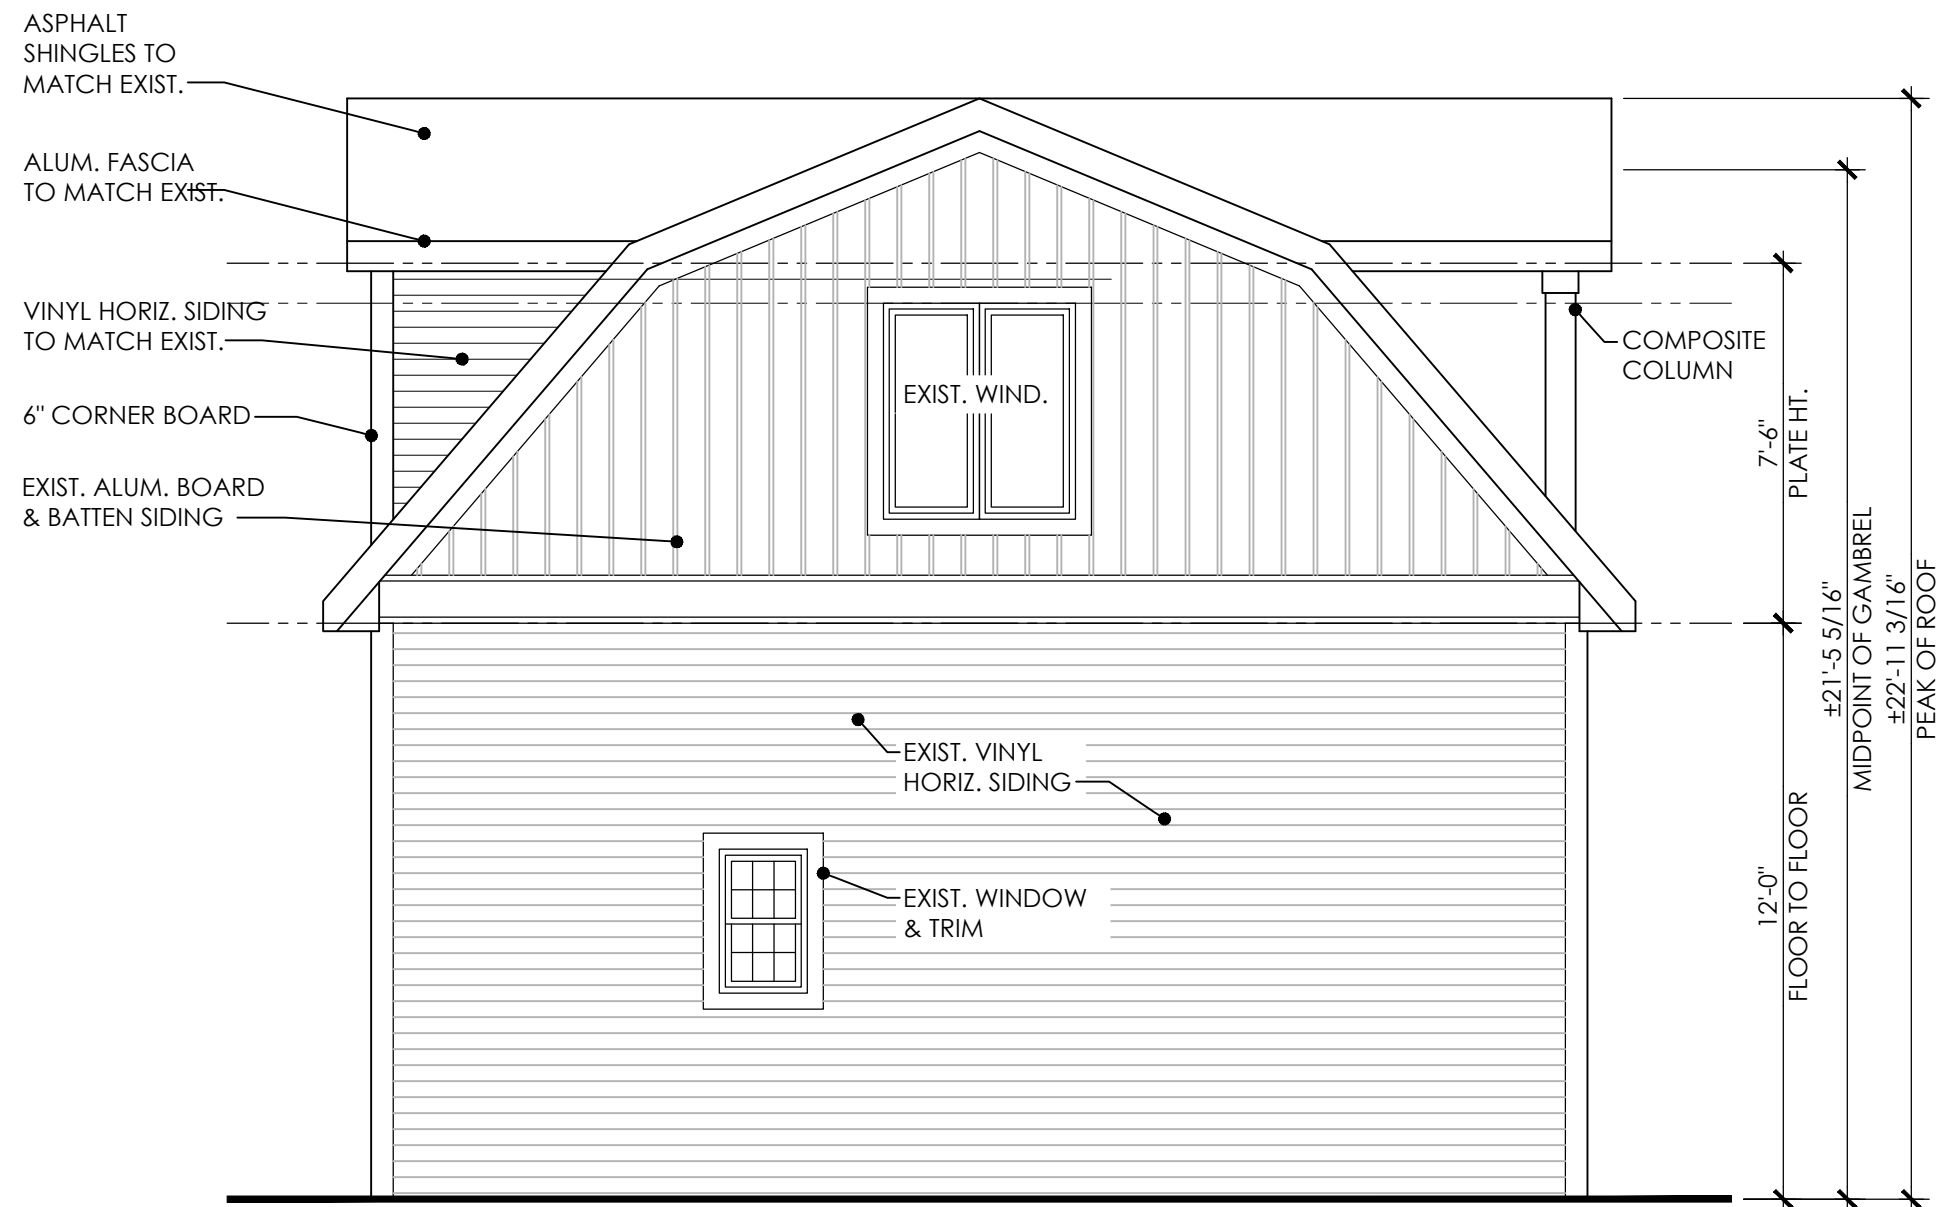 ASPHALT
SHINGLES TO
MATCH EXIST.
ALUM. FASCIA
TO MATCH EXIST.
VINYL HORIZ. SIDING
TO MATCH EXIST.
6" CORNER BOARD
EXIST. ALUM. BOARD
& BATTEN SIDING
EXIST. WIND.
COMPOSITE
COLUMN
EXIST. VINYL
HORIZ. SIDING
EXIST. WINDOW
& TRIM
7'-6"
PLATE HT.
12'-0"
FLOOR TO FLOOR
±21'-5 5/16"
MIDPOINT OF GAMBREL
±22'-11 3/16"
PEAK OF ROOF